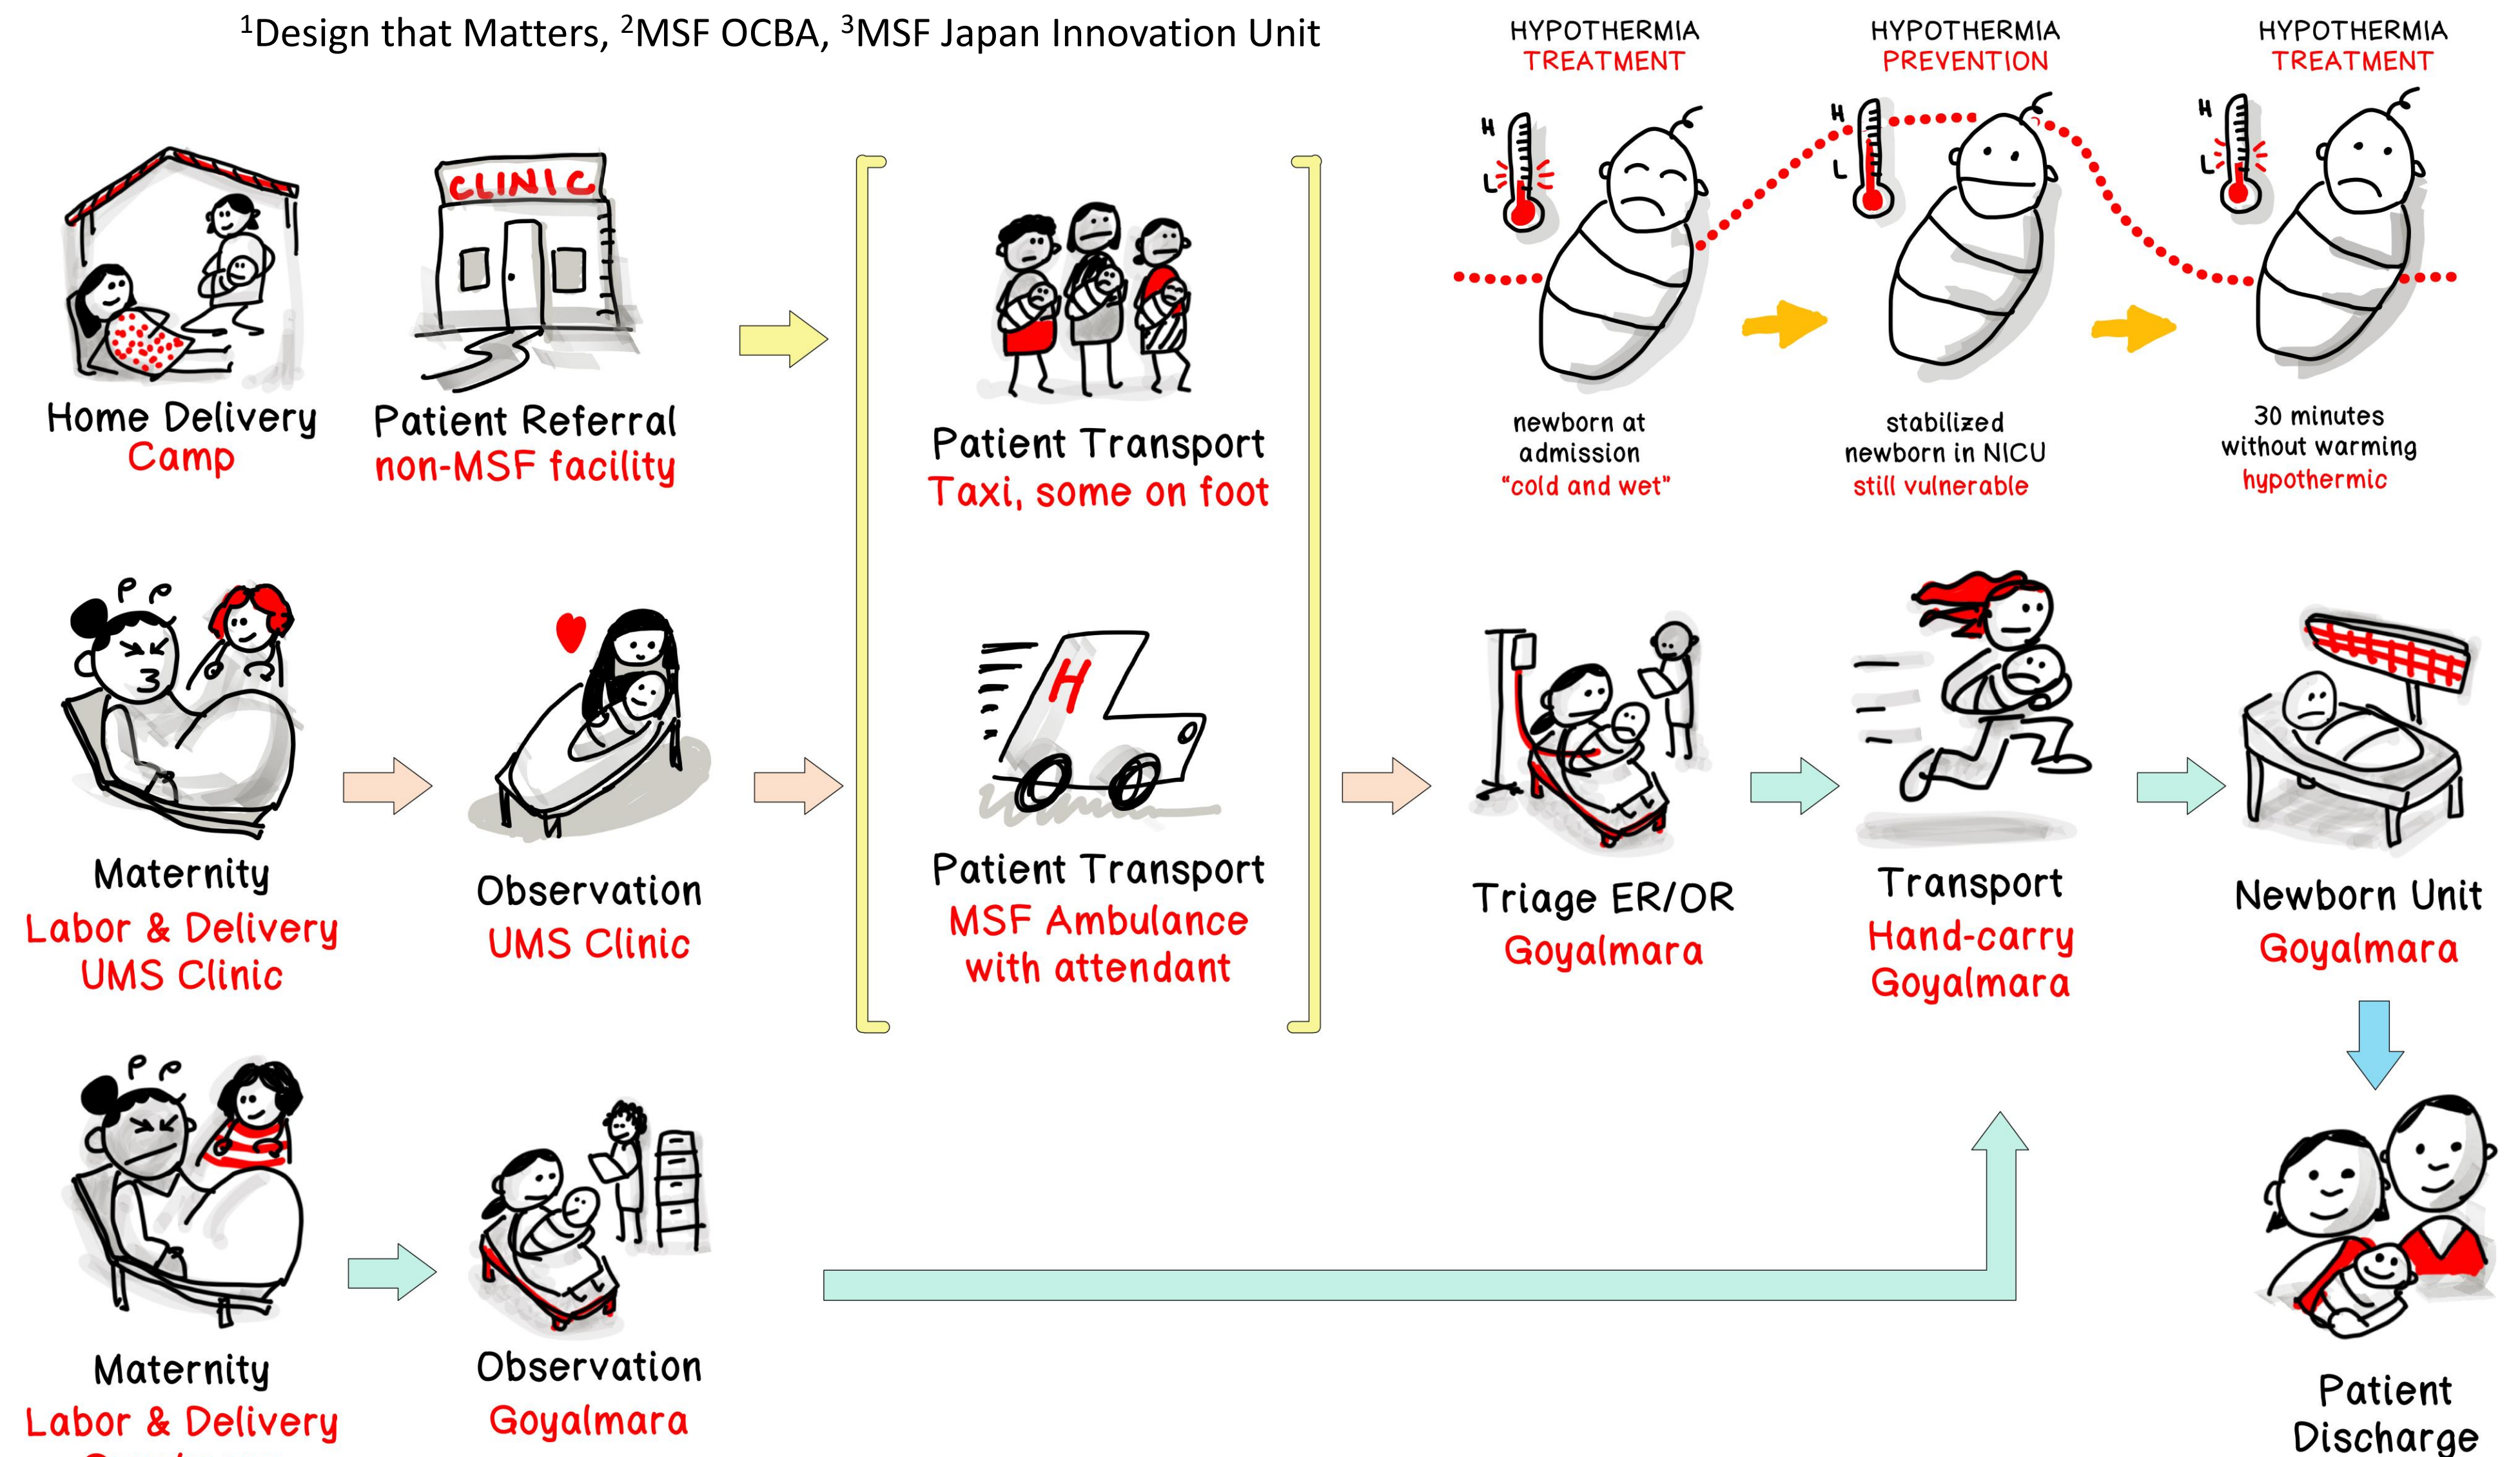 ¹Design that Matters, ²MSF OCBA, ³MSF Japan Innovation Unit
HYPOTHERMIA
TREATMENT
HYPOTHERMIA
PREVENTION
HYPOTHERMIA
TREATMENT
H
L
H
L
H
L
CLINIC
Home Delivery
Camp
Patient Referral
non-MSF facility
Patient Transport
Taxi, some on foot
newborn at
admission
“cold and wet”
stabilized
newborn in NICU
still vulnerable
30 minutes
without warming
hypothermic
H
Maternity
Labor & Delivery
UMS Clinic
Observation
UMS Clinic
Patient Transport
MSF Ambulance
with attendant
Triage ER/OR
Goyalmara
Transport
Hand-carry
Goyalmara
Newborn Unit
Goyalmara
Maternity
Labor & Delivery
Observation
Goyalmara
Patient
Discharge